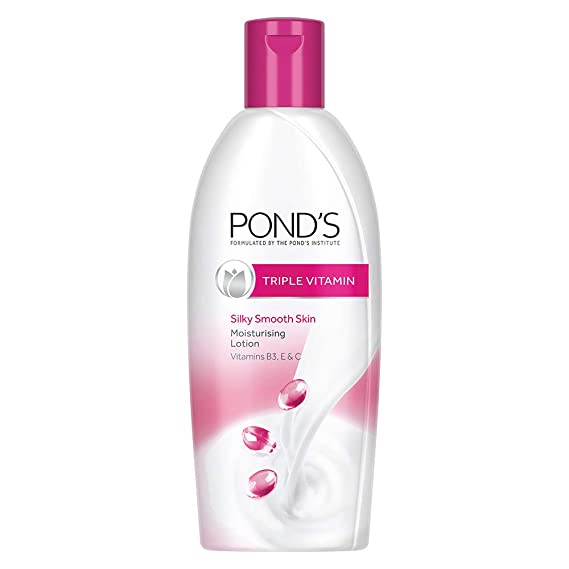 POND'S
FORMULATED BY THE POND'S INSTITUTE
TRIPLE VITAMIN
Silky Smooth Skin
Moisturising
Lotion
Vitamins B3, E & C